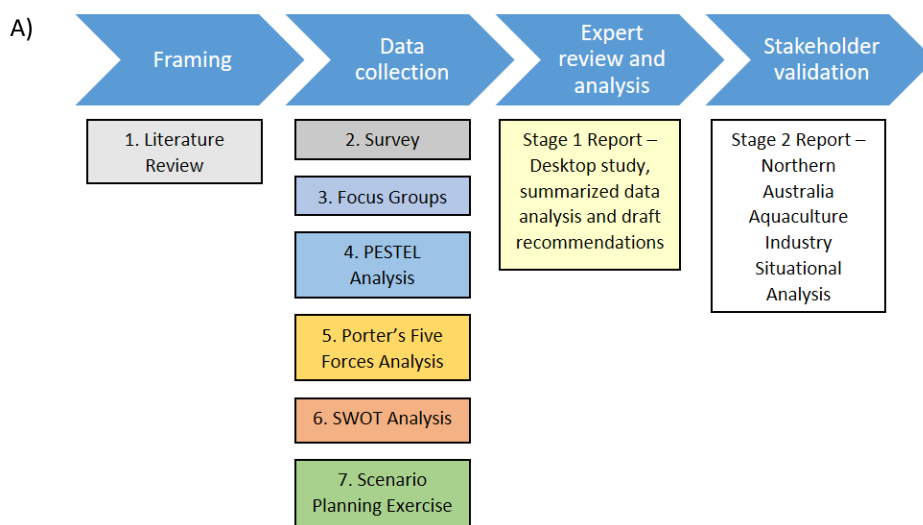 A)
Framing
Data
collection
Expert
review and
analysis
Stakeholder
validation
1. Literature
Review
2. Survey
3. Focus Groups
4. PESTEL
Analysis
5. Porter's Five
Forces Analysis
6. SWOT Analysis
7. Scenario
Planning Exercise
Stage 1 Report –
Desktop study,
summarized data
analysis and draft
recommendations
Stage 2 Report –
Northern
Australia
Aquaculture
Industry
Situational
Analysis